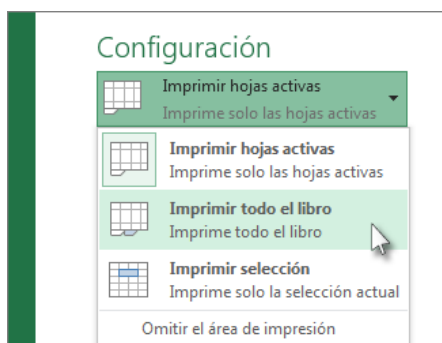 Configuración
Imprimir hojas activas
Imprime solo las hojas activas
Imprimir hojas activas
Imprime solo las hojas activas
Imprimir todo el libro
Imprime todo el libro
Imprimir selección
Imprime solo la selección actual
Omitir el área de impresión